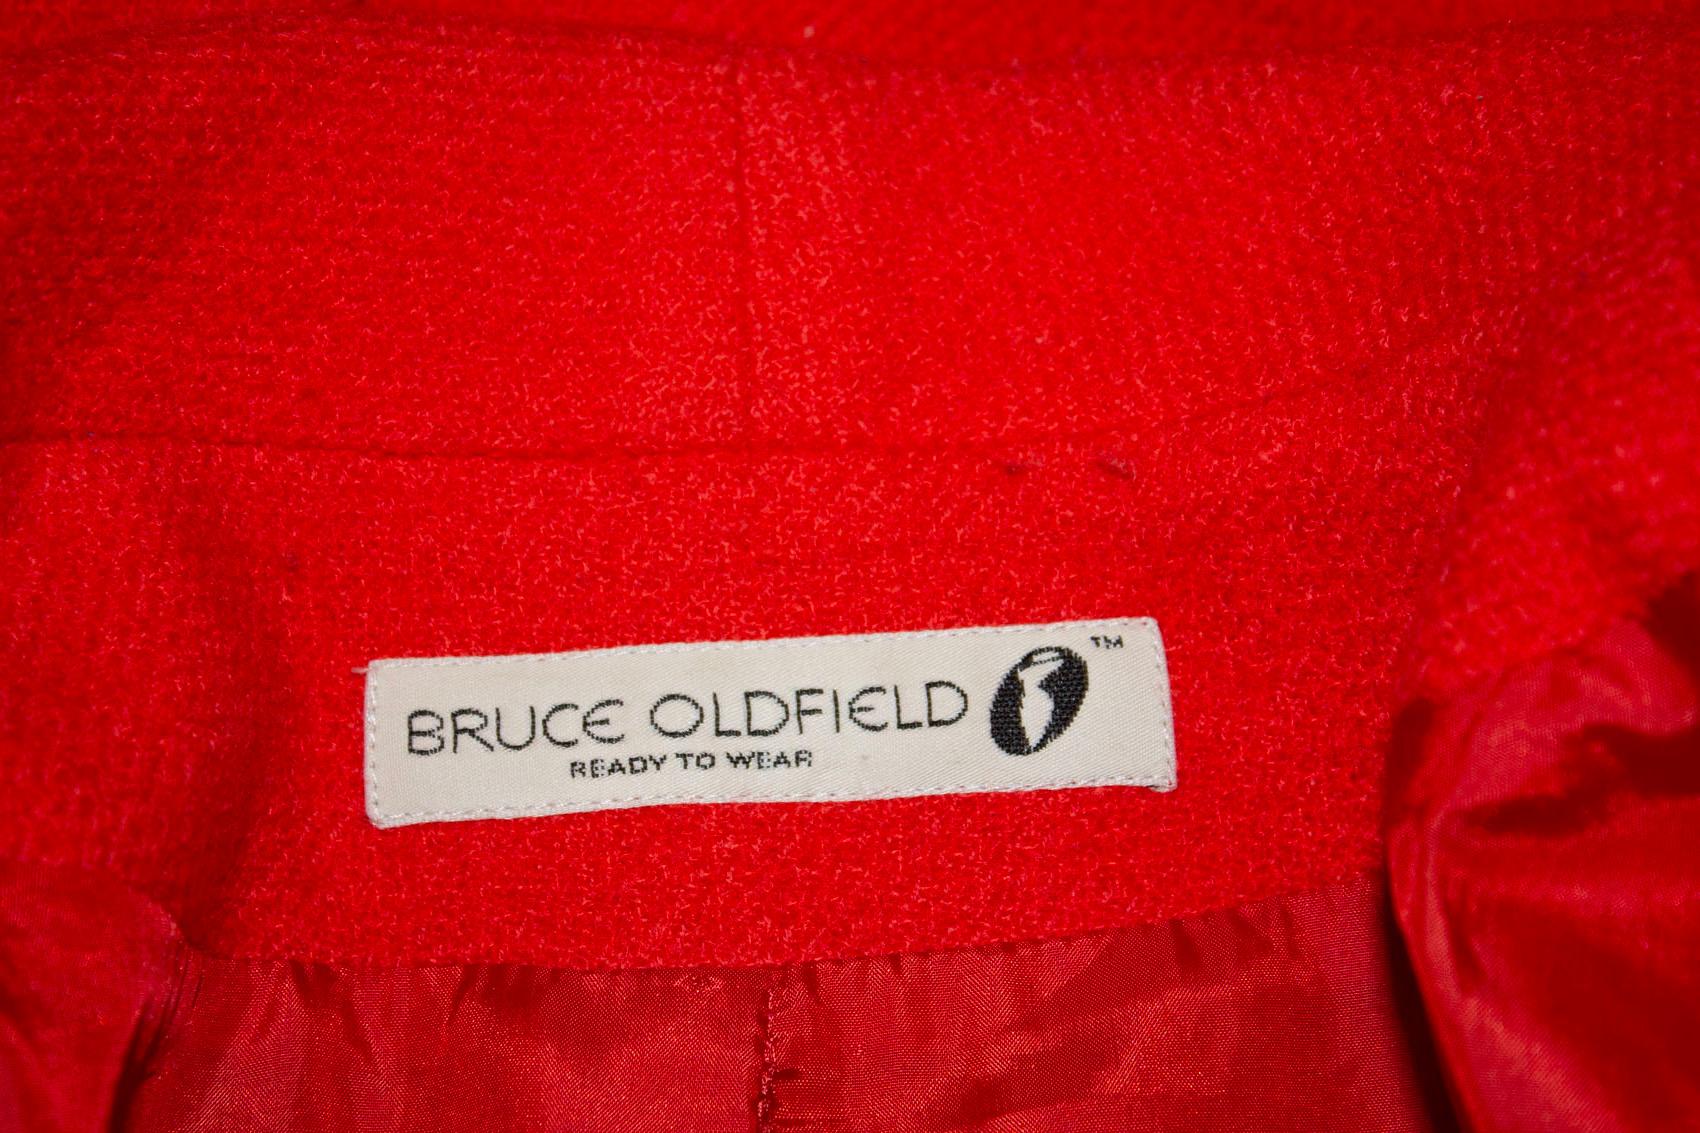 BRUCE OLDFIELD
READY TO WEAR
™